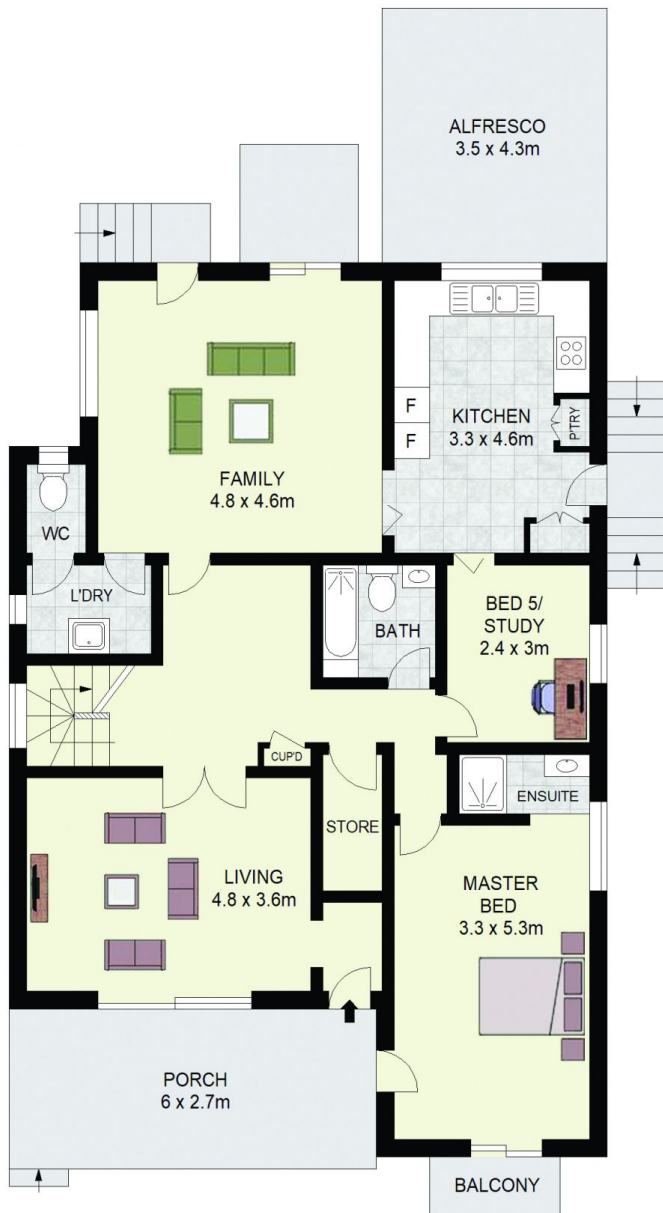 ALFRESCO
3.5 x 4.3m
F
F
KITCHEN
3.3 x 4.6m
P'TRY
FAMILY
4.8 x 4.6m
WC
L'DRY
BATH
BED 5/
STUDY
2.4 x 3m
CUP'D
ENSUITE
STORE
LIVING
4.8 x 3.6m
MASTER
BED
3.3 x 5.3m
PORCH
6 x 2.7m
BALCONY